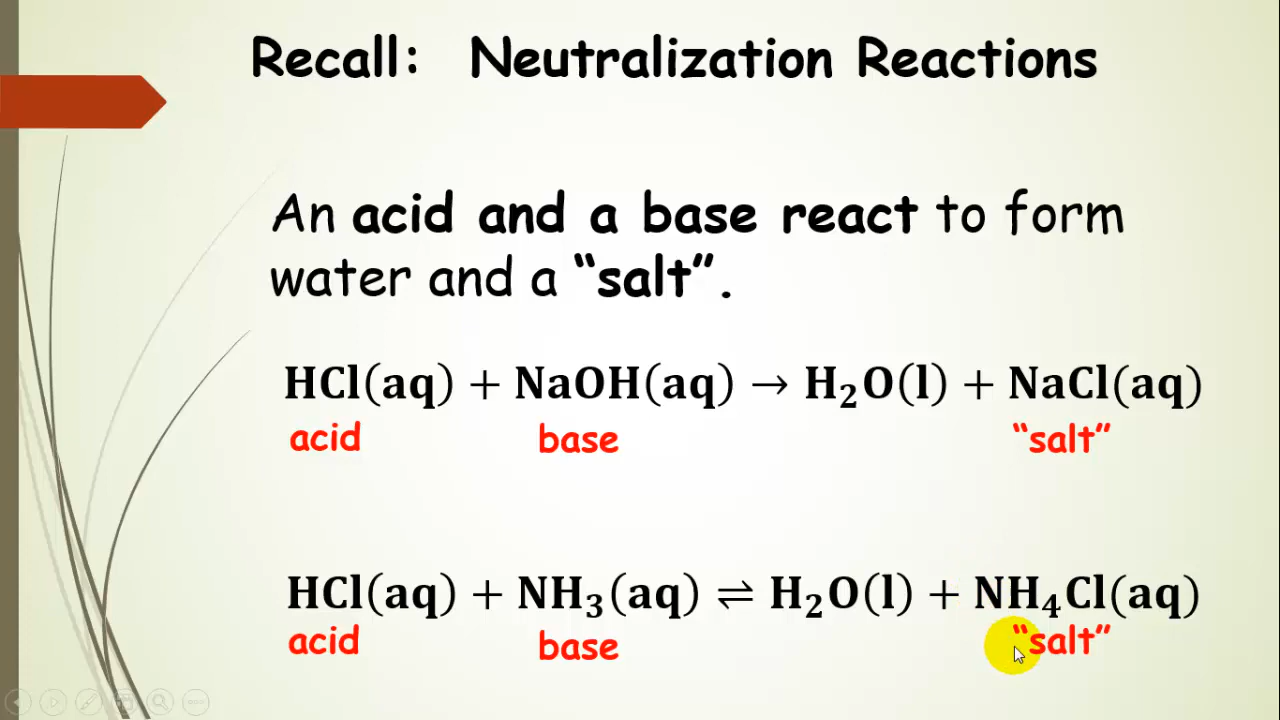 Recall: Neutralization Reactions
An acid and a base react to form
water and a “salt”.
HCl(aq) + NaOH(aq) → H₂O(l) + NaCl(aq)
acid base “salt”
HCl(aq) + NH₃(aq) ⇌ H₂O(l) + NH₄Cl(aq)
acid base “salt”